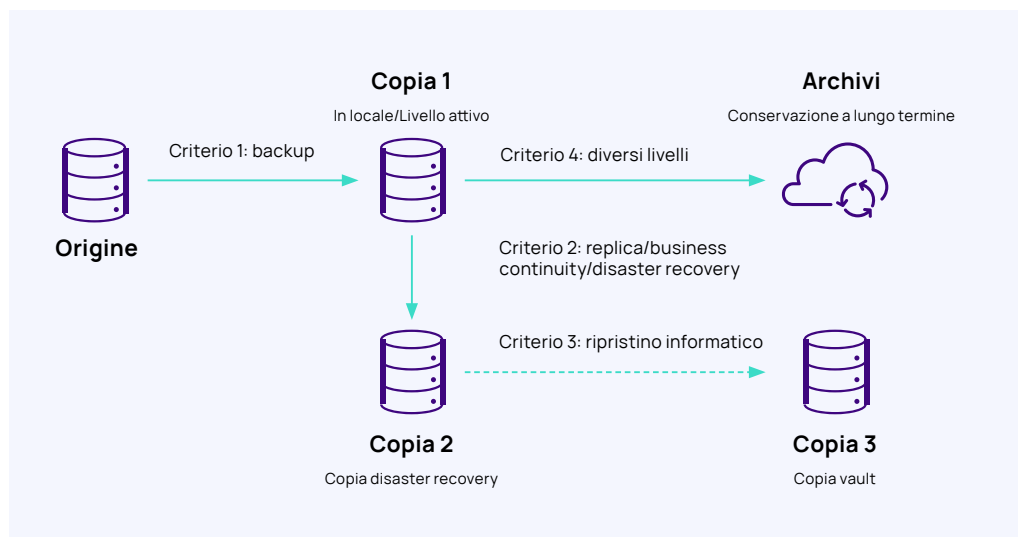 Copia 1
In locale/Livello attivo
Archivi
Conservazione a lungo termine
Criterio 1: backup
Criterio 4: diversi livelli
Origine
Criterio 2: replica/business
continuity/disaster recovery
Criterio 3: ripristino informatico
Copia 2
Copia disaster recovery
Copia 3
Copia vault